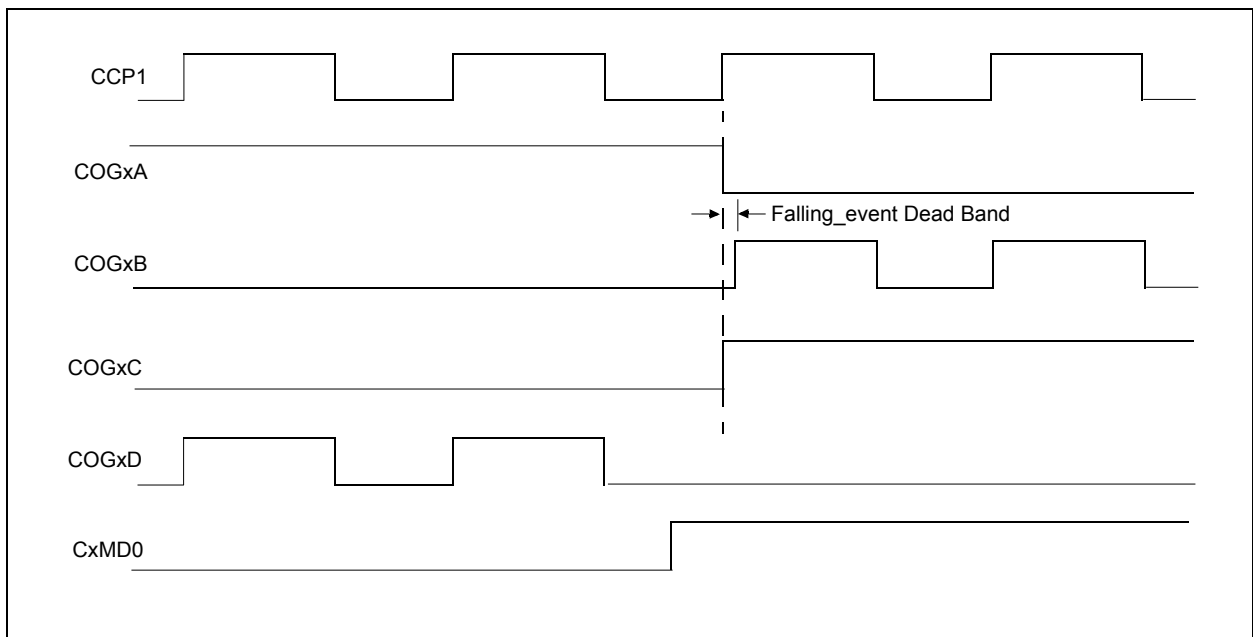 CCP1
COGxA
Falling_event Dead Band
COGxB
COGxC
COGxD
CxMD0